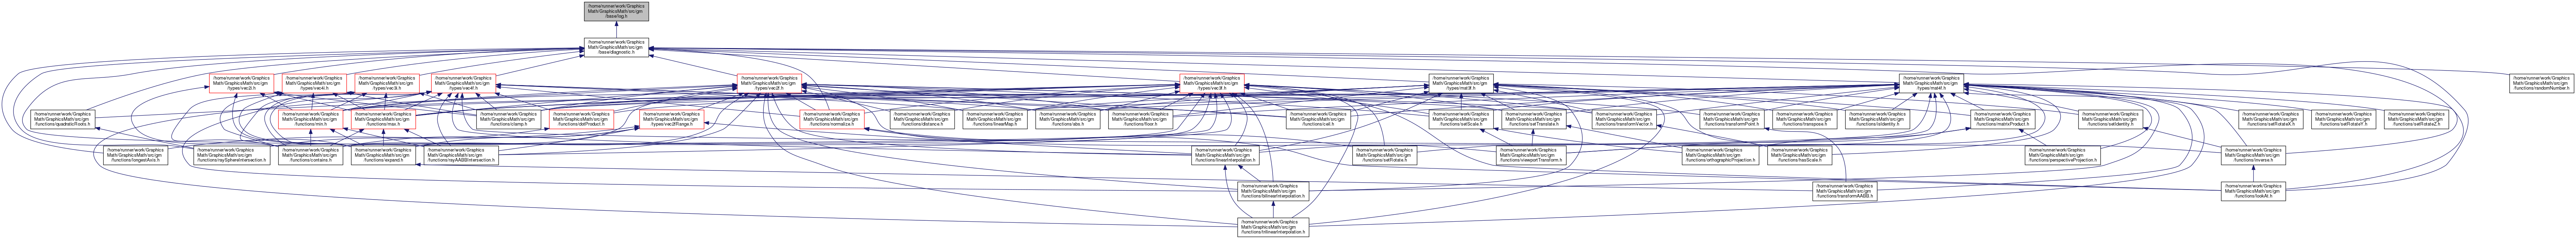 /home/runner/work/Graphics
Math/GraphicsMath/src/gm
/base/log.h
/home/runner/work/Graphics
Math/GraphicsMath/src/gm
/base/diagnostic.h
/home/runner/work/Graphics
Math/GraphicsMath/src/gm
/types/vec2i.h
/home/runner/work/Graphics
Math/GraphicsMath/src/gm
/types/vec4i.h
/home/runner/work/Graphics
Math/GraphicsMath/src/gm
/types/vec3i.h
/home/runner/work/Graphics
Math/GraphicsMath/src/gm
/types/vec4f.h
/home/runner/work/Graphics
Math/GraphicsMath/src/gm
/types/vec2f.h
/home/runner/work/Graphics
Math/GraphicsMath/src/gm
/types/vec3f.h
/home/runner/work/Graphics
Math/GraphicsMath/src/gm
/types/mat3f.h
/home/runner/work/Graphics
Math/GraphicsMath/src/gm
/types/mat4f.h
/home/runner/work/Graphics
Math/GraphicsMath/src/gm
/functions/randomNumber.h
/home/runner/work/Graphics
Math/GraphicsMath/src/gm
/functions/quadraticRoots.h
/home/runner/work/Graphics
Math/GraphicsMath/src/gm
/functions/min.h
/home/runner/work/Graphics
Math/GraphicsMath/src/gm
/functions/max.h
/home/runner/work/Graphics
Math/GraphicsMath/src/gm
/functions/clamp.h
/home/runner/work/Graphics
Math/GraphicsMath/src/gm
/functions/dotProduct.h
/home/runner/work/Graphics
Math/GraphicsMath/src/gm
/types/vec2fRange.h
/home/runner/work/Graphics
Math/GraphicsMath/src/gm
/functions/normalize.h
/home/runner/work/Graphics
Math/GraphicsMath/src/gm
/functions/distance.h
/home/runner/work/Graphics
Math/GraphicsMath/src/gm
/functions/linearMap.h
/home/runner/work/Graphics
Math/GraphicsMath/src/gm
/functions/abs.h
/home/runner/work/Graphics
Math/GraphicsMath/src/gm
/functions/floor.h
/home/runner/work/Graphics
Math/GraphicsMath/src/gm
/functions/ceil.h
/home/runner/work/Graphics
Math/GraphicsMath/src/gm
/functions/setScale.h
/home/runner/work/Graphics
Math/GraphicsMath/src/gm
/functions/setTranslate.h
/home/runner/work/Graphics
Math/GraphicsMath/src/gm
/functions/transformVector.h
/home/runner/work/Graphics
Math/GraphicsMath/src/gm
/functions/transformPoint.h
/home/runner/work/Graphics
Math/GraphicsMath/src/gm
/functions/transpose.h
/home/runner/work/Graphics
Math/GraphicsMath/src/gm
/functions/isIdentity.h
/home/runner/work/Graphics
Math/GraphicsMath/src/gm
/functions/matrixProduct.h
/home/runner/work/Graphics
Math/GraphicsMath/src/gm
/functions/setIdentity.h
/home/runner/work/Graphics
Math/GraphicsMath/src/gm
/functions/setRotateX.h
/home/runner/work/Graphics
Math/GraphicsMath/src/gm
/functions/setRotateY.h
/home/runner/work/Graphics
Math/GraphicsMath/src/gm
/functions/setRotateZ.h
/home/runner/work/Graphics
Math/GraphicsMath/src/gm
/functions/longestAxis.h
/home/runner/work/Graphics
Math/GraphicsMath/src/gm
/functions/raySphereIntersection.h
/home/runner/work/Graphics
Math/GraphicsMath/src/gm
/functions/contains.h
/home/runner/work/Graphics
Math/GraphicsMath/src/gm
/functions/expand.h
/home/runner/work/Graphics
Math/GraphicsMath/src/gm
/functions/rayAABBIntersection.h
/home/runner/work/Graphics
Math/GraphicsMath/src/gm
/functions/linearInterpolation.h
/home/runner/work/Graphics
Math/GraphicsMath/src/gm
/functions/setRotate.h
/home/runner/work/Graphics
Math/GraphicsMath/src/gm
/functions/viewportTransform.h
/home/runner/work/Graphics
Math/GraphicsMath/src/gm
/functions/orthographicProjection.h
/home/runner/work/Graphics
Math/GraphicsMath/src/gm
/functions/hasScale.h
/home/runner/work/Graphics
Math/GraphicsMath/src/gm
/functions/perspectiveProjection.h
/home/runner/work/Graphics
Math/GraphicsMath/src/gm
/functions/inverse.h
/home/runner/work/Graphics
Math/GraphicsMath/src/gm
/functions/bilinearInterpolation.h
/home/runner/work/Graphics
Math/GraphicsMath/src/gm
/functions/transformAABB.h
/home/runner/work/Graphics
Math/GraphicsMath/src/gm
/functions/lookAt.h
/home/runner/work/Graphics
Math/GraphicsMath/src/gm
/functions/trilinearInterpolation.h